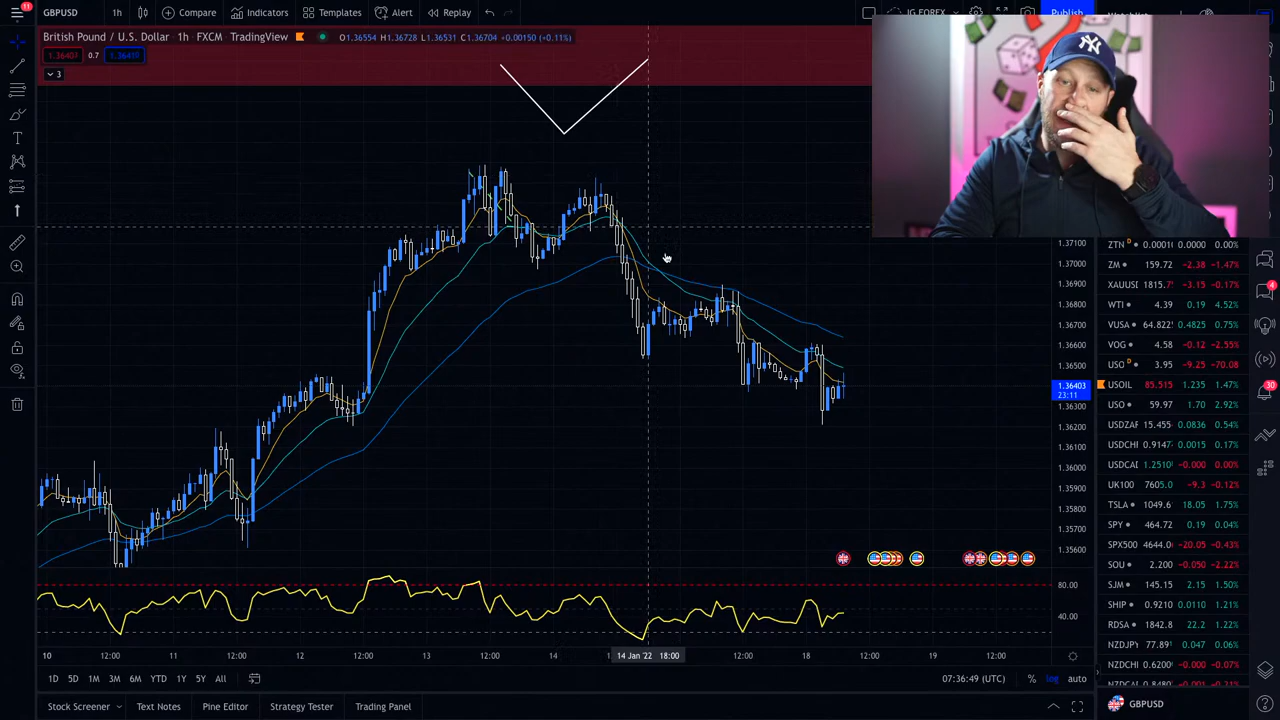 11
GBPUSD
1h
Compare
Indicators
Templates
Alert
Replay
IG FOREX
Publish
British Pound / U.S. Dollar 1h FXCM TradingView O1.36554 H1.36728 L1.36531 C1.36704 +0.00150 (+0.11%)
0.7
3
1.37100
1.37000
1.36900
1.36800
1.36700
1.36600
1.36500
1.36403
23:11
1.36300
1.36200
1.36100
1.36000
1.35900
1.35800
1.35700
1.35600
80.00
40.00
10 12:00 11 12:00 12 12:00 13 12:00 14 14 Jan '22 18:00 12:00 18 12:00 19 12:00
1D 5D 1M 3M 6M YTD 1Y 5Y All
07:36:49 (UTC) % log auto
Stock Screener Text Notes Pine Editor Strategy Tester Trading Panel
ZTN D 0.0001 0.0000 0.00%
ZM 159.72 −2.38 −1.47%
XAUUSD 1815.7 −3.15 −0.17%
WTI 4.39 0.19 4.52%
VUSA 64.822 0.4825 0.75%
VOG 4.58 −0.12 −2.55%
USO D 3.95 −9.25 −70.08
USOIL 85.515 1.235 1.47%
USO 59.97 1.70 2.92%
USDZAF 15.455 0.0836 0.54%
USDCHI 0.9147 0.0015 0.17%
USDCAI 1.2510 −0.000 0.00%
UK100 7605.0 −9.3 −0.12%
TSLA 1049.6 18.05 1.75%
SPY 464.72 0.19 0.04%
SPX500 4644.0 −20.05 −0.43%
SOU 2.200 −0.050 −2.22%
SJM 145.15 2.15 1.50%
SHIP 0.9210 0.0110 1.21%
RDSA 1842.8 22.2 1.22%
NZDJPY 77.89 0.047 0.06%
NZDCHI 0.6200 −0.000 −0.07%
GBPUSD
4
30